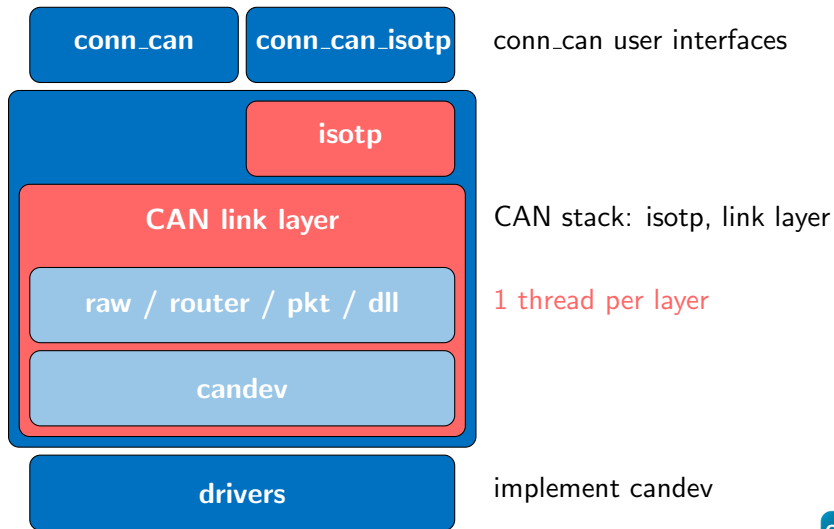 conn_can conn_can_isotp conn_can user interfaces
isotp
CAN link layer CAN stack: isotp, link layer
raw / router / pkt / dll 1 thread per layer
candev
drivers implement candev